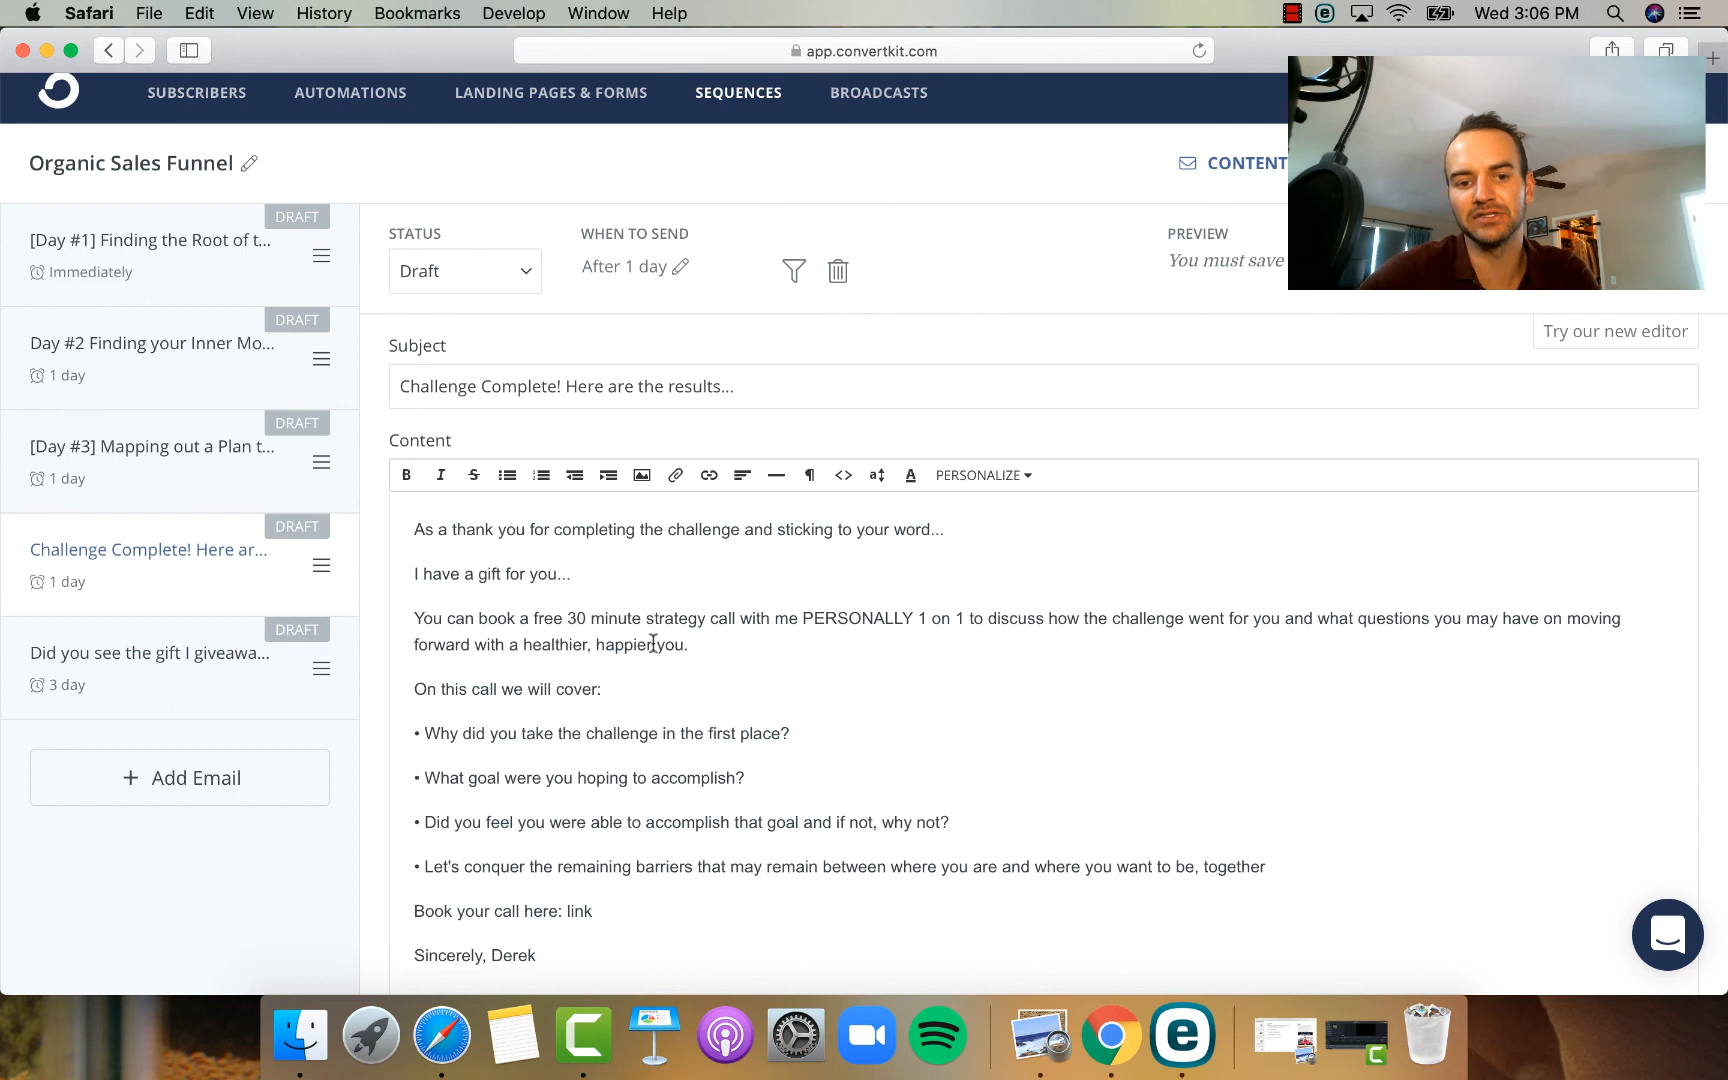 Safari File Edit View History Bookmarks Develop Window Help Wed 3:06 PM
app.convertkit.com
SUBSCRIBERS AUTOMATIONS LANDING PAGES & FORMS SEQUENCES BROADCASTS
Organic Sales Funnel
CONTENT
DRAFT
[Day #1] Finding the Root of t...
Immediately
DRAFT
Day #2 Finding your Inner Mo...
1 day
DRAFT
[Day #3] Mapping out a Plan t...
1 day
DRAFT
Challenge Complete! Here ar...
1 day
DRAFT
Did you see the gift I giveawa...
3 day
+ Add Email
STATUS
Draft
WHEN TO SEND
After 1 day
PREVIEW
You must save
Try our new editor
Subject
Challenge Complete! Here are the results...
Content
B I S PERSONALIZE
As a thank you for completing the challenge and sticking to your word...
I have a gift for you...
You can book a free 30 minute strategy call with me PERSONALLY 1 on 1 to discuss how the challenge went for you and what questions you may have on moving
forward with a healthier, happier you.
On this call we will cover:
• Why did you take the challenge in the first place?
• What goal were you hoping to accomplish?
• Did you feel you were able to accomplish that goal and if not, why not?
• Let's conquer the remaining barriers that may remain between where you are and where you want to be, together
Book your call here: link
Sincerely, Derek